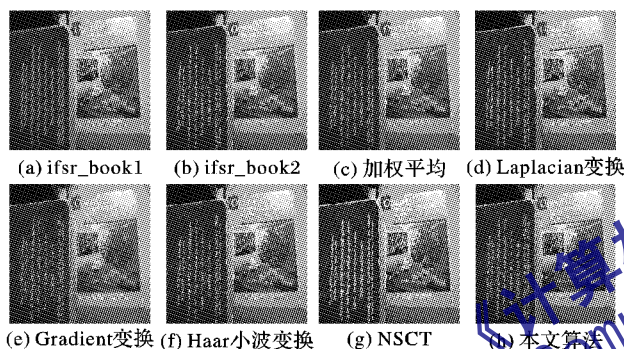 (a) ifsr_book1 (b) ifsr_book2 (c) 加权平均 (d) Laplacian变换
(e) Gradient变换 (f) Haar小波变换 (g) NSCT (h) 本文算法
《计算